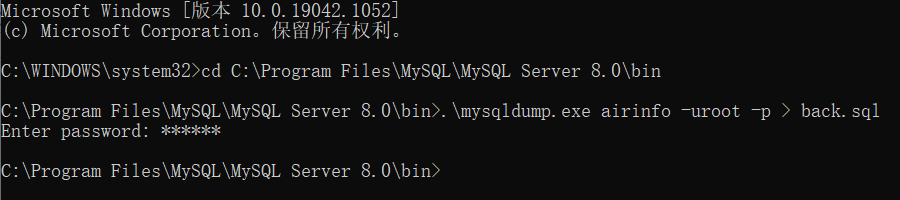 Microsoft Windows [版本 10.0.19042.1052]
(c) Microsoft Corporation。保留所有权利。
C:\WINDOWS\system32>cd C:\Program Files\MySQL\MySQL Server 8.0\bin
C:\Program Files\MySQL\MySQL Server 8.0\bin>.\mysqldump.exe airinfo -uroot -p > back.sql
Enter password: ******
C:\Program Files\MySQL\MySQL Server 8.0\bin>